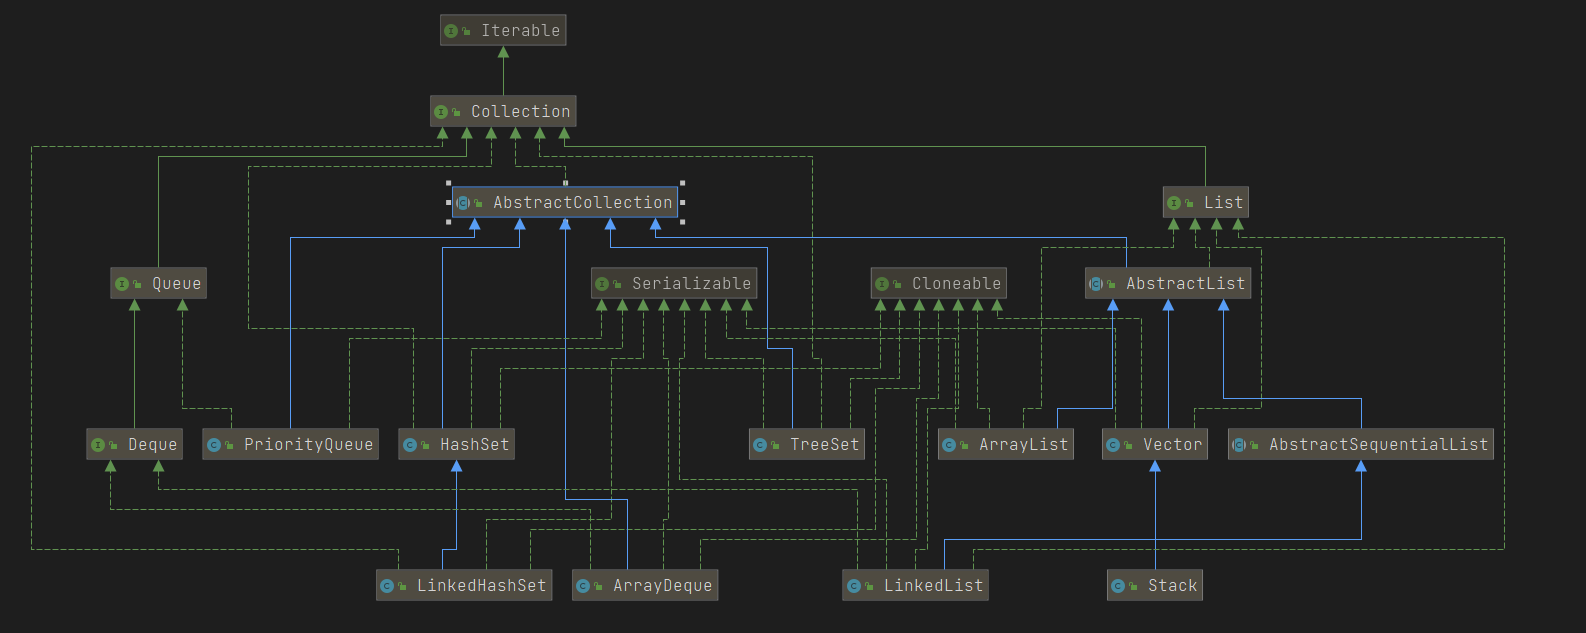 Iterable
Collection
AbstractCollection
List
Queue
Serializable
Cloneable
AbstractList
Deque
PriorityQueue
HashSet
TreeSet
ArrayList
Vector
AbstractSequentialList
LinkedHashSet
ArrayDeque
LinkedList
Stack